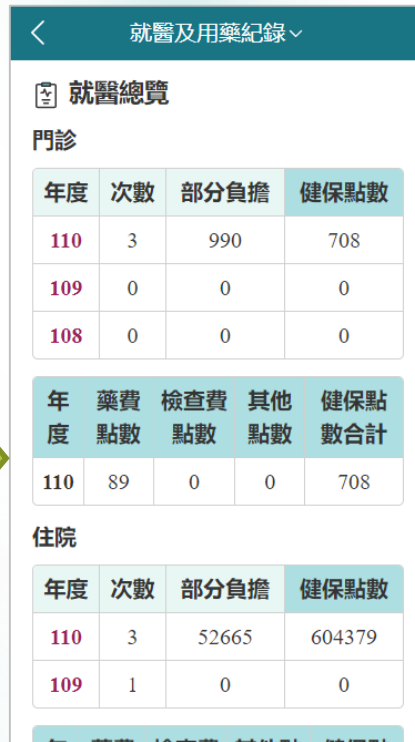 就醫及用藥紀錄
就醫總覽
門診
年度 次數 部分負擔 健保點數
110 3 990 708
109 0 0 0
108 0 0 0
年度 藥費點數 檢查費點數 其他點數 健保點數合計
110 89 0 0 708
住院
年度 次數 部分負擔 健保點數
110 3 52665 604379
109 1 0 0